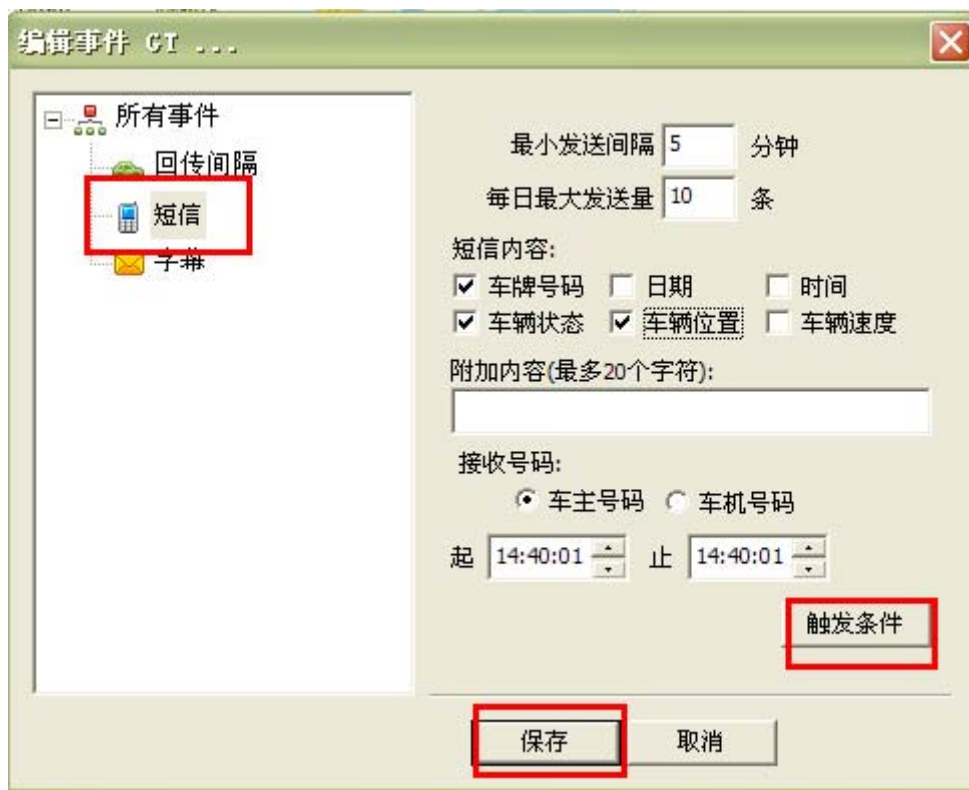 编辑事件 GT ...
所有事件
回传间隔
短信
字幕
最小发送间隔 5 分钟
每日最大发送量 10 条
短信内容:
车牌号码 日期 时间
车辆状态 车辆位置 车辆速度
附加内容(最多20个字符):
接收号码:
车主号码 车机号码
起 14:40:01 止 14:40:01
触发条件
保存 取消